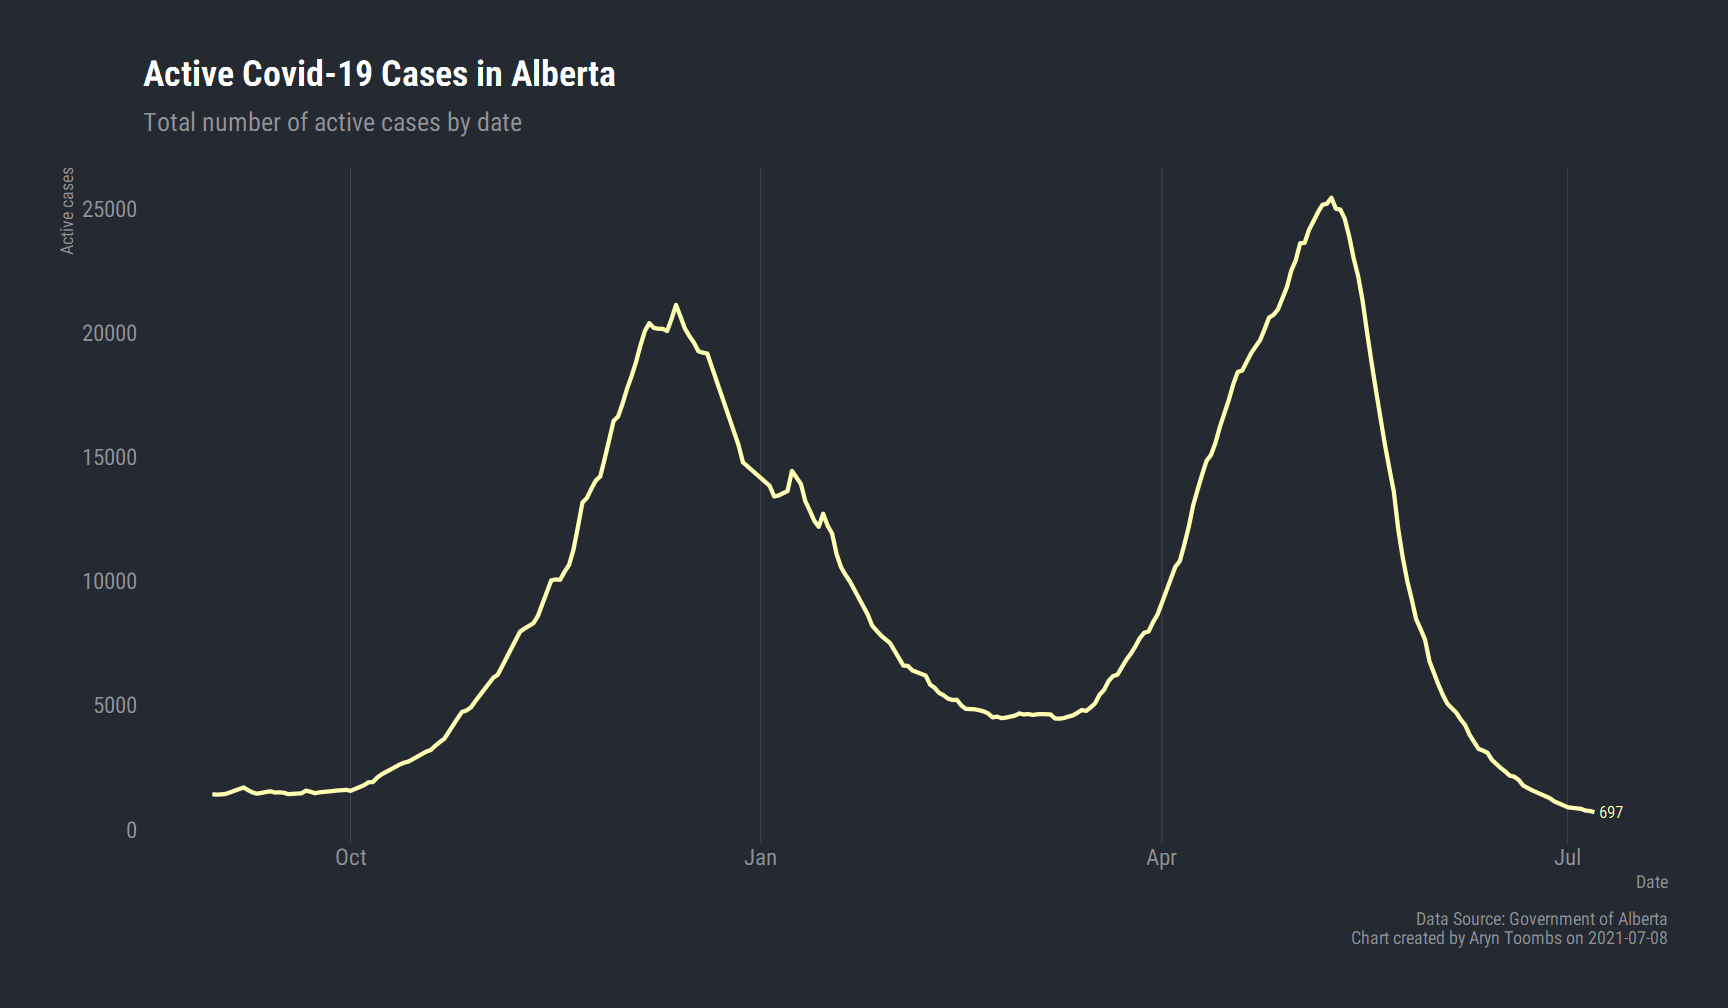 Active Covid-19 Cases in Alberta
Total number of active cases by date
Active cases
25000
20000
15000
10000
5000
0
697
Oct
Jan
Apr
Jul
Date
Data Source: Government of Alberta
Chart created by Aryn Toombs on 2021-07-08